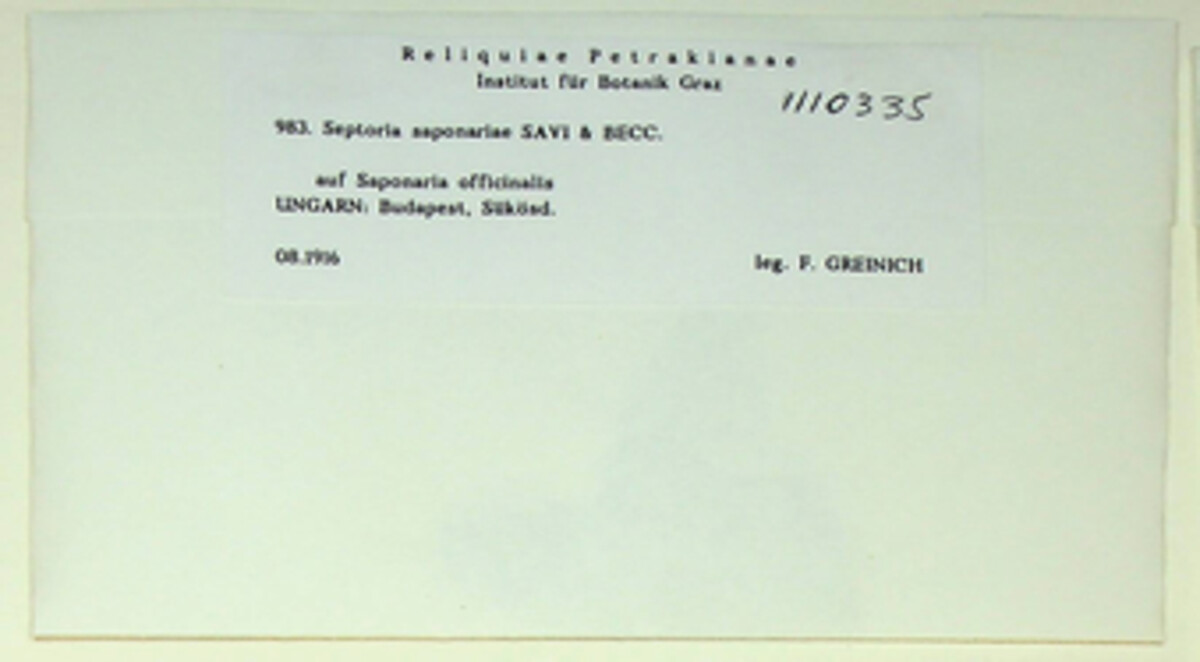 Reliquiae Petrakianae
Institut für Botanik Graz
1110335
983. Septoria saponariae SAVI & BECC.
auf Saponaria officinalis
UNGARN: Budapest, Sükösd.
08.1916
leg. F. GREINICH